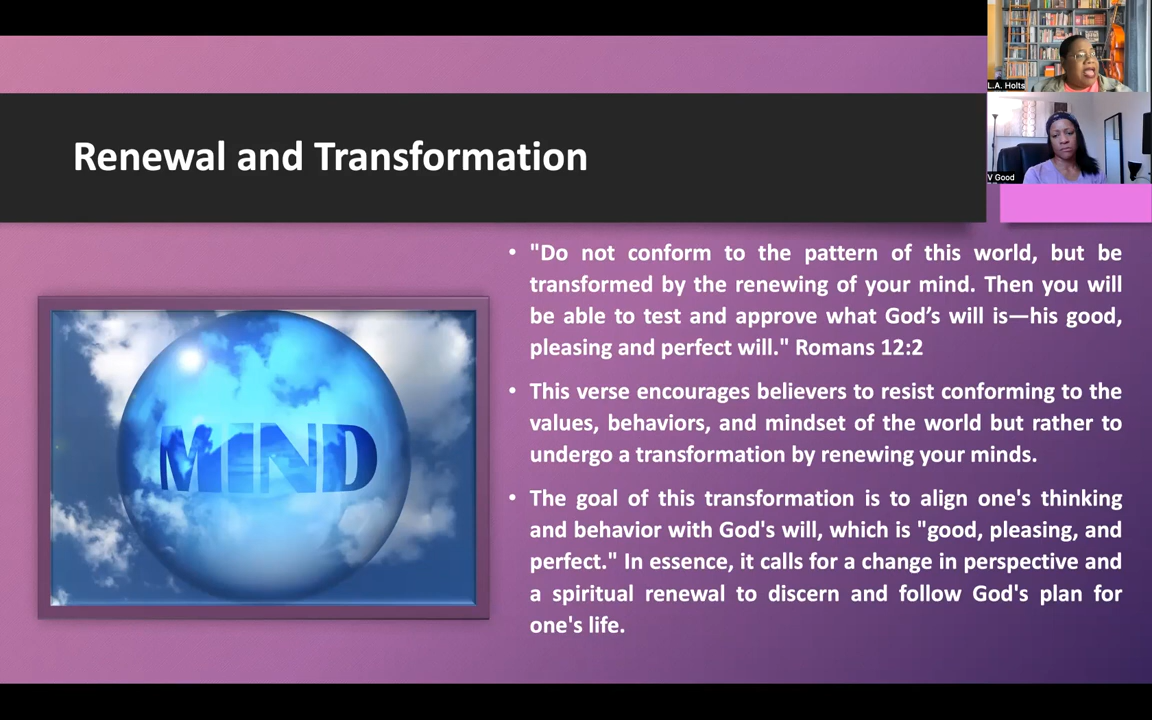 L.A. Holts
V Good
Renewal and Transformation
MIND
• "Do not conform to the pattern of this world, but be
transformed by the renewing of your mind. Then you will
be able to test and approve what God’s will is—his good,
pleasing and perfect will." Romans 12:2
• This verse encourages believers to resist conforming to the
values, behaviors, and mindset of the world but rather to
undergo a transformation by renewing your minds.
• The goal of this transformation is to align one's thinking
and behavior with God's will, which is "good, pleasing, and
perfect." In essence, it calls for a change in perspective and
a spiritual renewal to discern and follow God's plan for
one's life.